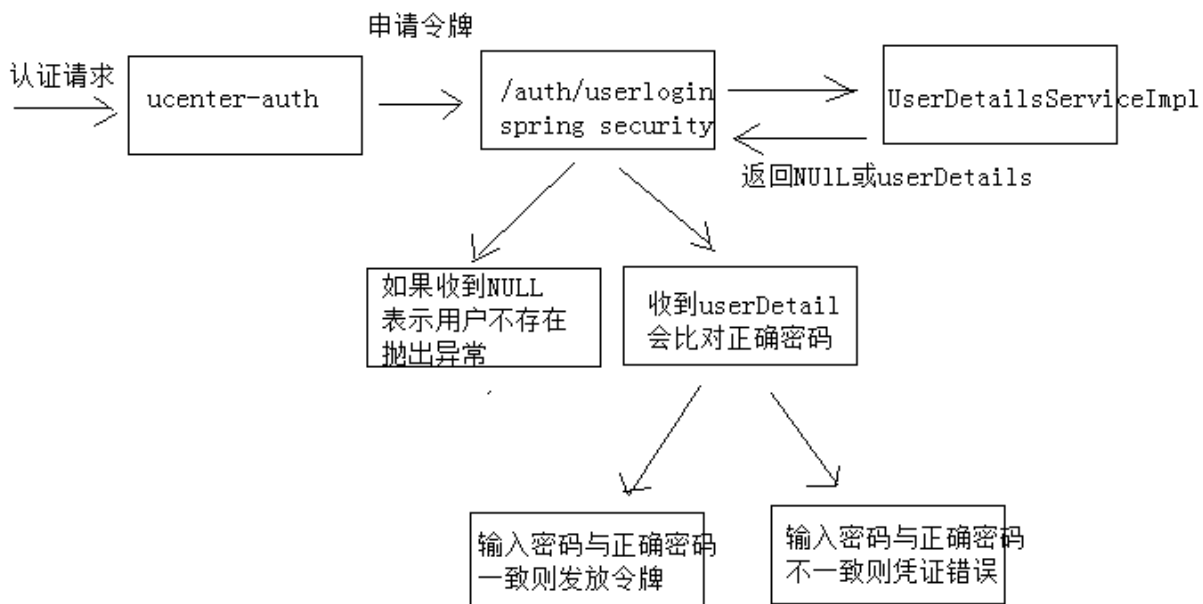 申请令牌
认证请求
ucenter-auth
/auth/userlogin
spring security
UserDetailsServiceImpl
返回NU1L或userDetails
如果收到NULL
表示用户不存在
抛出异常
收到userDetail
会比对正确密码
输入密码与正确密码
一致则发放令牌
输入密码与正确密码
不一致则凭证错误